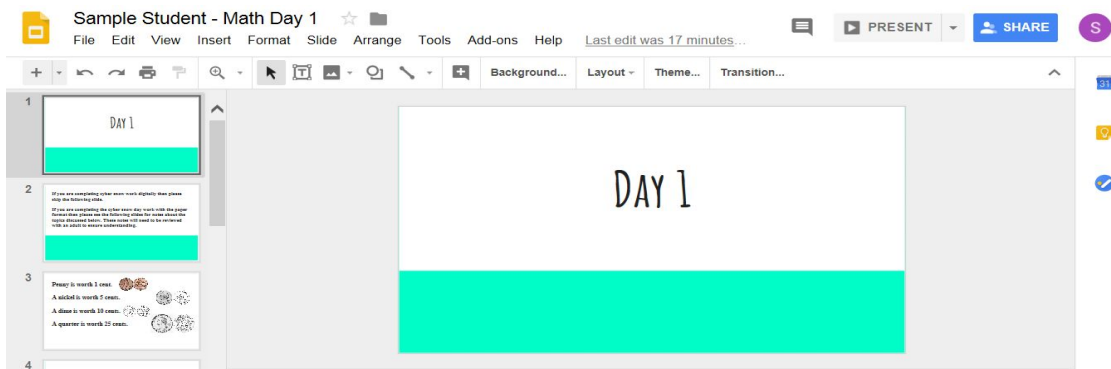 Sample Student - Math Day 1
File Edit View Insert Format Slide Arrange Tools Add-ons Help Last edit was 17 minutes...
PRESENT
SHARE
S
Background... Layout Theme... Transition...
31
1
DAY 1
2
If you are completing cyber snow work digitally then please
skip the following slide.
If you are completing the cyber snow day work with the paper
format then please use the following slides for notes about the
topics discussed below. These notes will need to be reviewed
with an adult to ensure understanding.
3
Penny is worth 1 cent.
A nickel is worth 5 cents.
A dime is worth 10 cents.
A quarter is worth 25 cents.
4
DAY 1